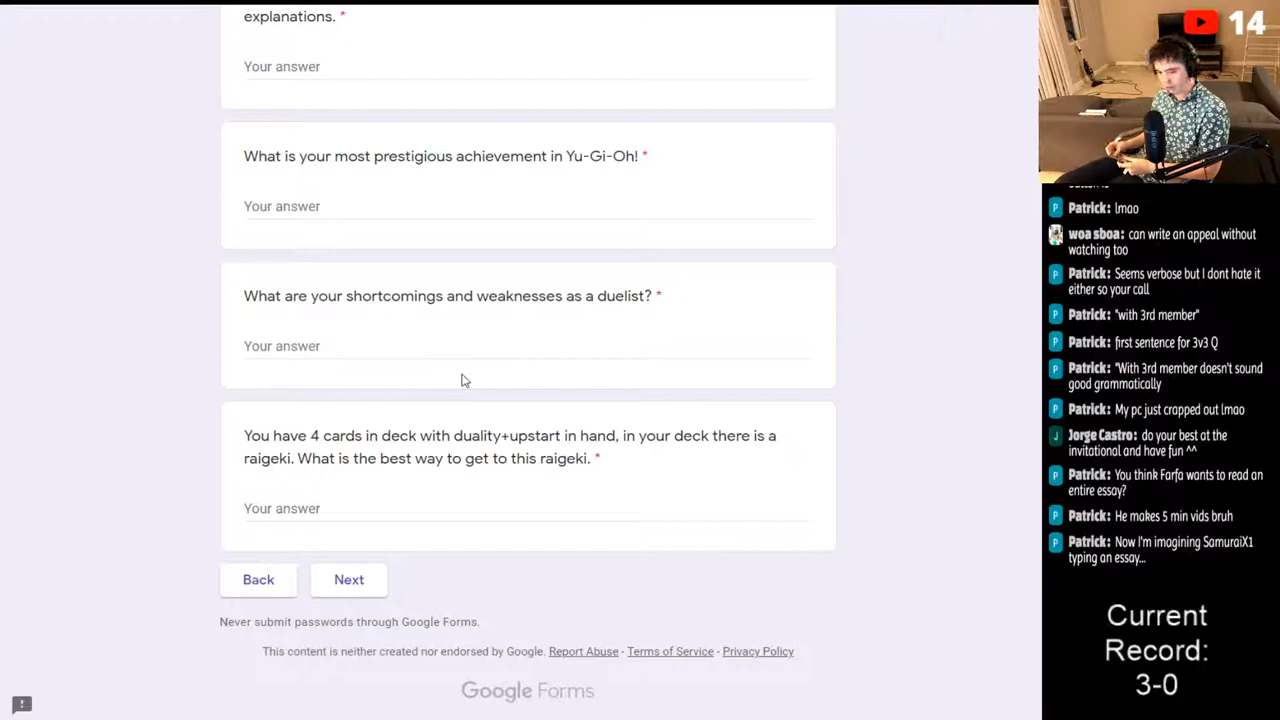 explanations. *
Your answer
What is your most prestigious achievement in Yu-Gi-Oh! *
Your answer
What are your shortcomings and weaknesses as a duelist? *
Your answer
You have 4 cards in deck with duality+upstart in hand, in your deck there is a
raigeki. What is the best way to get to this raigeki. *
Your answer
Back
Next
Never submit passwords through Google Forms.
This content is neither created nor endorsed by Google. Report Abuse - Terms of Service - Privacy Policy
Google Forms
14
P Patrick: lmao
woa sboa: can write an appeal without
watching too
P Patrick: Seems verbose but I dont hate it
either so your call
P Patrick: "with 3rd member"
P Patrick: first sentence for 3v3 Q
P Patrick: "With 3rd member doesn't sound
good grammatically
P Patrick: My pc just crapped out lmao
J Jorge Castro: do your best at the
invitational and have fun ^^
P Patrick: You think Farfa wants to read an
entire essay?
P Patrick: He makes 5 min vids bruh
P Patrick: Now I'm imagining SamuraiX1
typing an essay...
Current
Record:
3-0